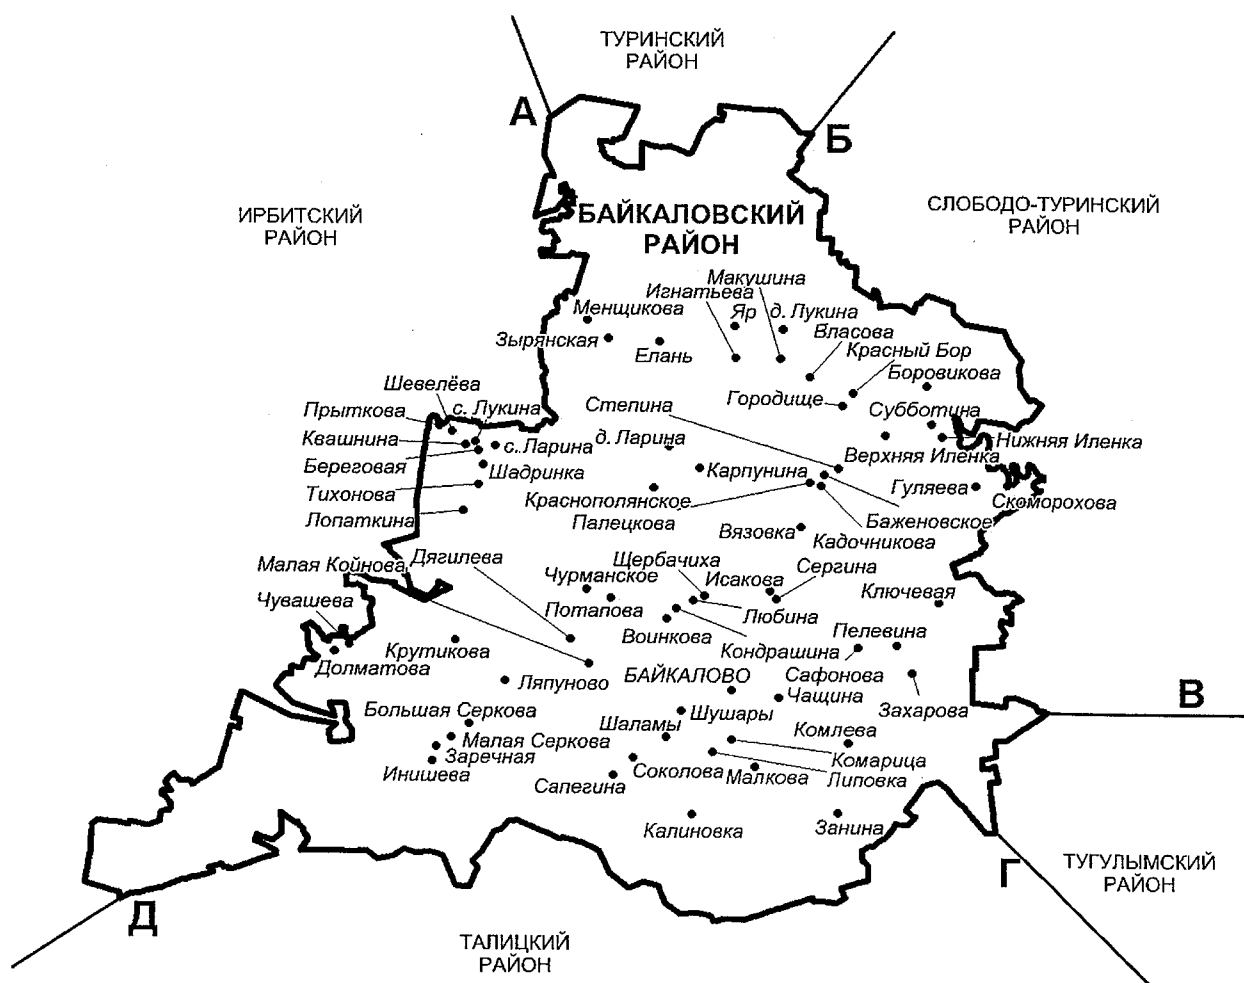 ТУРИНСКИЙ
РАЙОН
А
Б
ИРБИТСКИЙ
РАЙОН
БАЙКАЛОВСКИЙ
РАЙОН
СЛОБОДО-ТУРИНСКИЙ
РАЙОН
Макушина
Игнатьева
Менщикова
Яр
д. Лукина
Власова
Зырянская
Елань
Красный Бор
Боровикова
Шевелёва
Городище
Прыткова
с. Лукина
Степина
Субботина
Квашнина
с. Ларина
д. Ларина
Нижняя Иленка
Береговая
Шадринка
Карпунина
Верхняя Иленка
Тихонова
Краснополянское
Гуляева
Скоморохова
Лопаткина
Палецкова
Баженовское
Вязовка
Кадочникова
Малая Койнова
Дягилева
Щербачиха
Чурманское
Исакова
Сергина
Ключевая
Чувашева
Потапова
Любина
Воинкова
Пелевина
Крутикова
Кондрашина
Долматова
Ляпуново
БАЙКАЛОВО
Сафонова
Чащина
Большая Серкова
Шушары
Захарова
В
Шаламы
Комлева
Малая Серкова
Заречная
Комарица
Инишева
Соколова
Малкова
Липовка
Сапегина
Калиновка
Занина
Г
ТУГУЛЫМСКИЙ
РАЙОН
Д
ТАЛИЦКИЙ
РАЙОН